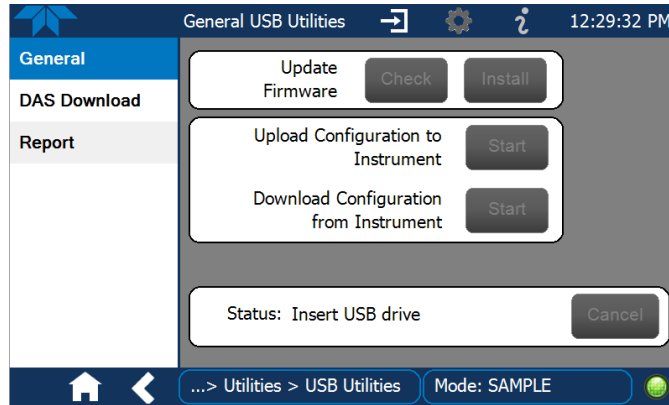 General USB Utilities
12:29:32 PM
General
DAS Download
Report
Update
Firmware
Check
Install
Upload Configuration to
Instrument
Start
Download Configuration
from Instrument
Start
Status: Insert USB drive
Cancel
...> Utilities > USB Utilities
Mode: SAMPLE